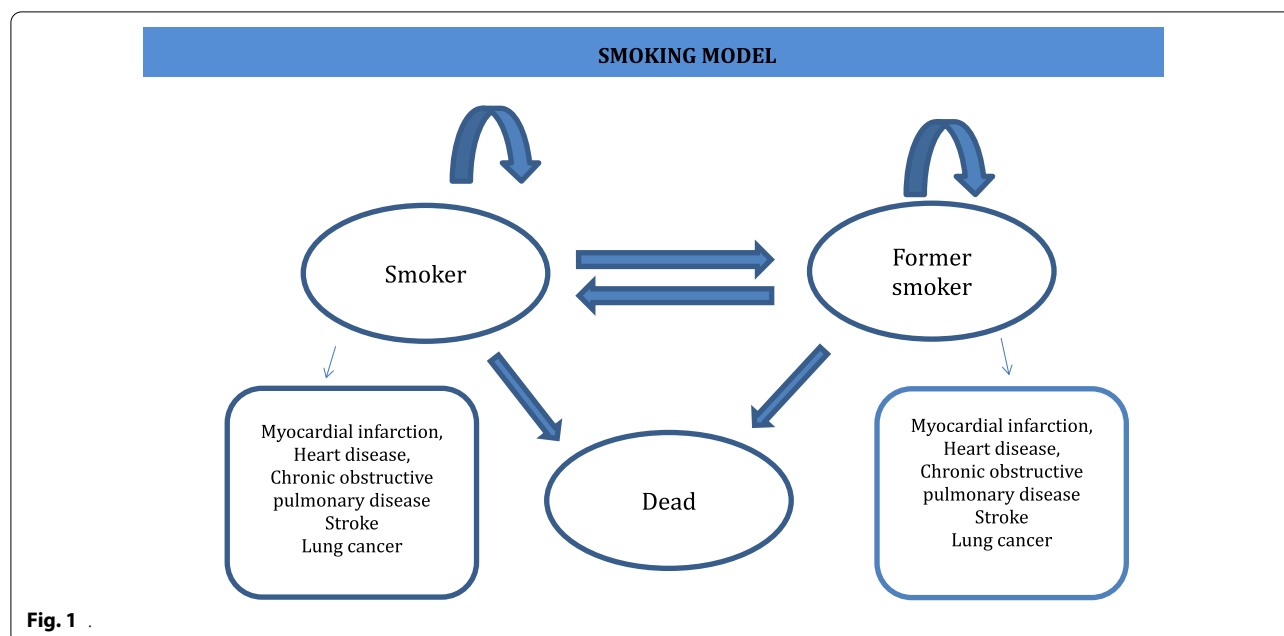 SMOKING MODEL
Smoker
Former
smoker
Myocardial infarction,
Heart disease,
Chronic obstructive
pulmonary disease
Stroke
Lung cancer
Dead
Myocardial infarction,
Heart disease,
Chronic obstructive
pulmonary disease
Stroke
Lung cancer
Fig. 1 .